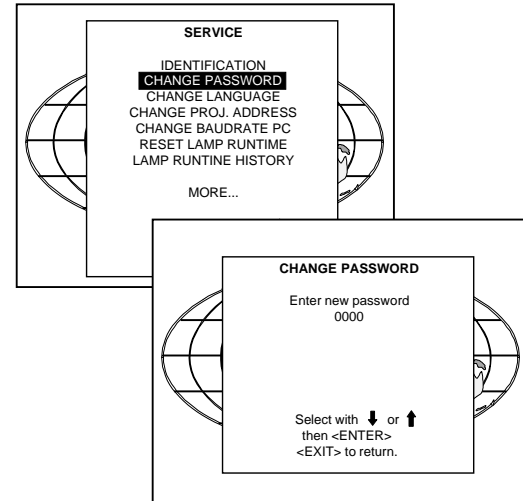 SERVICE
IDENTIFICATION
CHANGE PASSWORD
CHANGE LANGUAGE
CHANGE PROJ. ADDRESS
CHANGE BAUDRATE PC
RESET LAMP RUNTIME
LAMP RUNTINE HISTORY
MORE...
CHANGE PASSWORD
Enter new password
0000
Select with ⬇ or ⬆
then <ENTER>
<EXIT> to return.